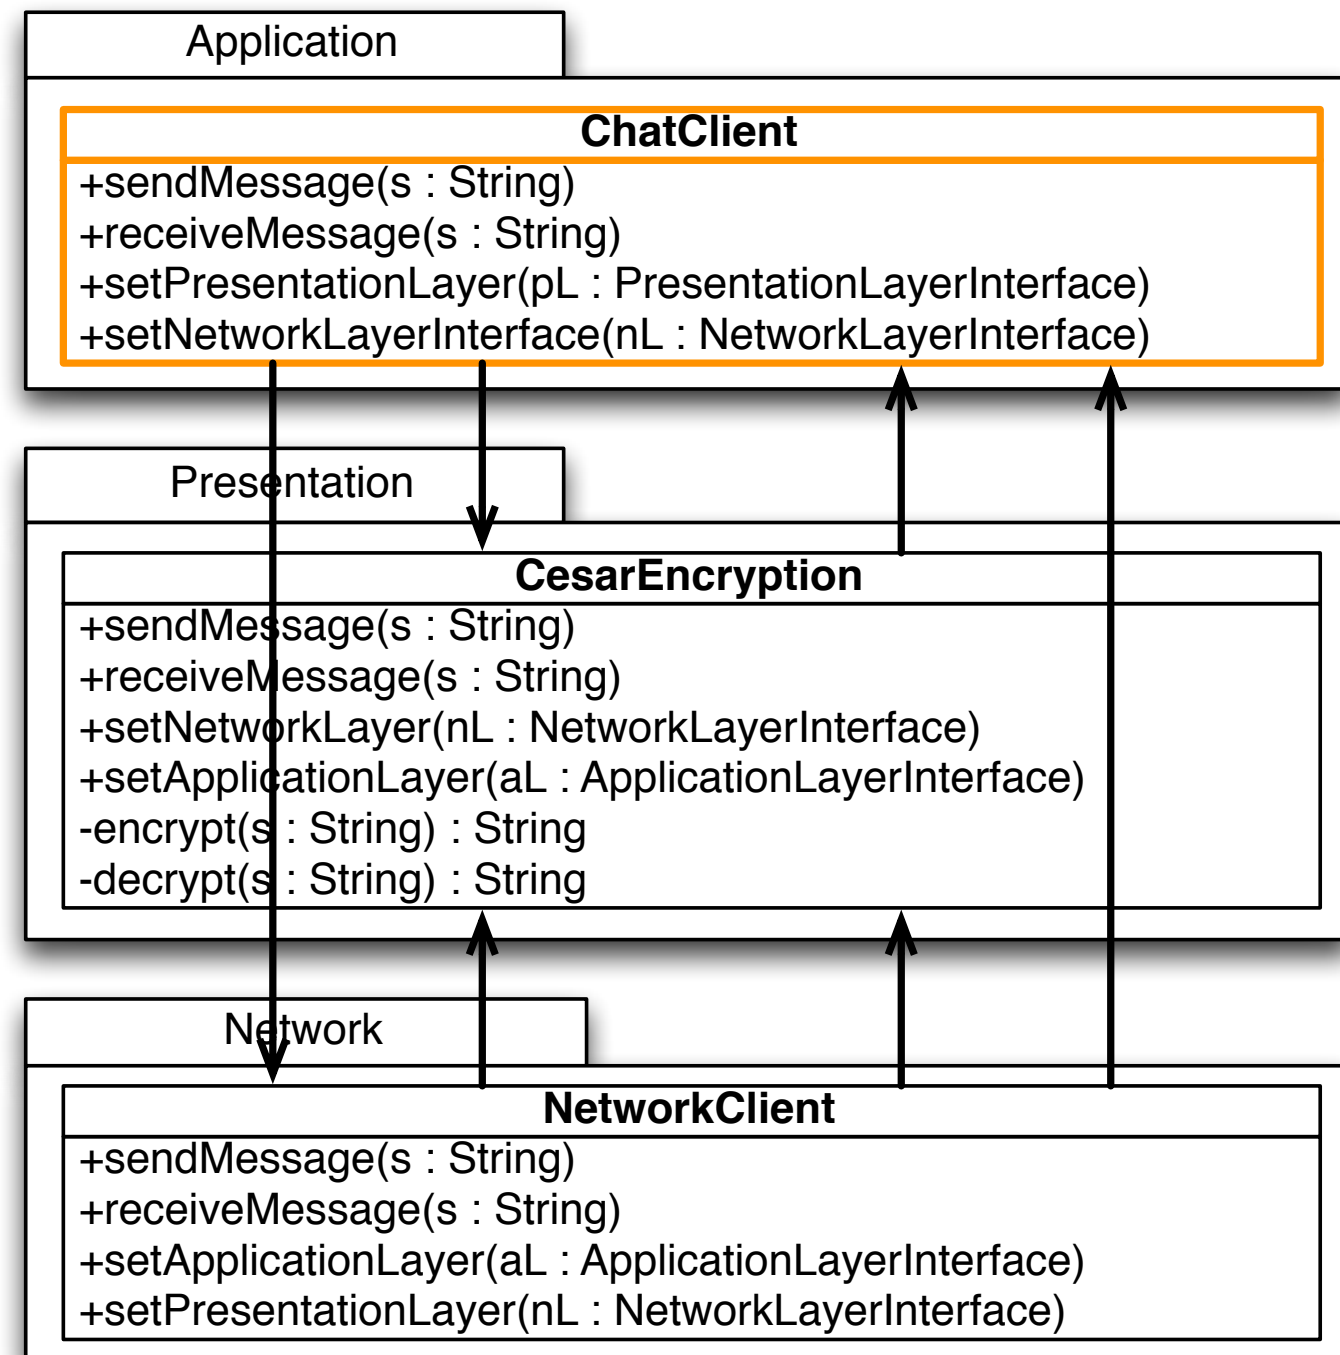 Application
ChatClient
+sendMessage(s : String)
+receiveMessage(s : String)
+setPresentationLayer(pL : PresentationLayerInterface)
+setNetworkLayerInterface(nL : NetworkLayerInterface)
Presentation
CesarEncryption
+sendMessage(s : String)
+receiveMessage(s : String)
+setNetworkLayer(nL : NetworkLayerInterface)
+setApplicationLayer(aL : ApplicationLayerInterface)
-encrypt(s : String) : String
-decrypt(s : String) : String
Network
NetworkClient
+sendMessage(s : String)
+receiveMessage(s : String)
+setApplicationLayer(aL : ApplicationLayerInterface)
+setPresentationLayer(nL : NetworkLayerInterface)